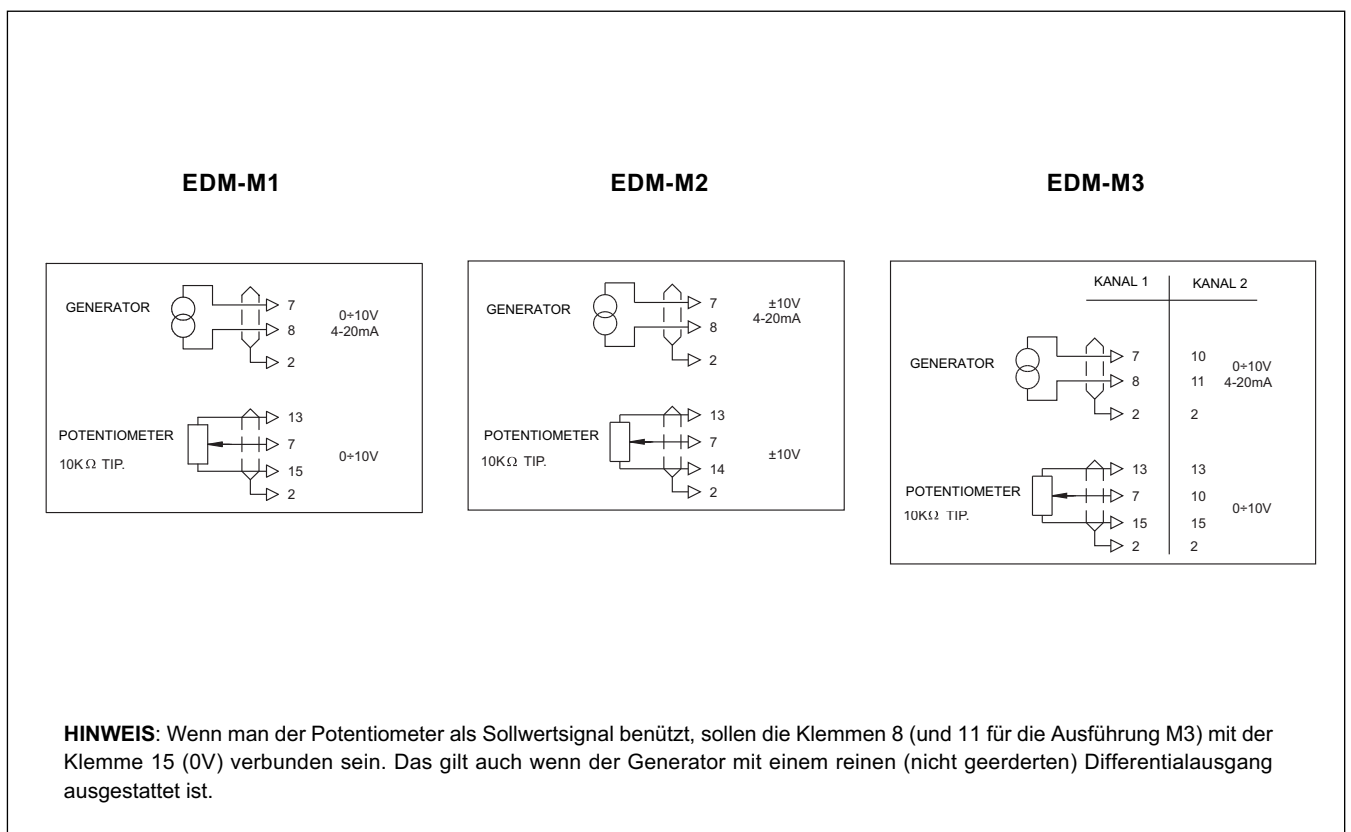 EDM-M1
GENERATOR
7
8
2
0÷10V
4-20mA
POTENTIOMETER
10KΩ TIP.
13
7
15
2
0÷10V
EDM-M2
GENERATOR
7
8
2
±10V
4-20mA
POTENTIOMETER
10KΩ TIP.
13
7
14
2
±10V
EDM-M3
KANAL 1 KANAL 2
GENERATOR
7 10
8 11
2 2
0÷10V
4-20mA
POTENTIOMETER
10KΩ TIP.
13 13
7 10
15 15
2 2
0÷10V
HINWEIS: Wenn man der Potentiometer als Sollwertsignal benützt, sollen die Klemmen 8 (und 11 für die Ausführung M3) mit der
Klemme 15 (0V) verbunden sein. Das gilt auch wenn der Generator mit einem reinen (nicht geerderten) Differentialausgang
ausgestattet ist.